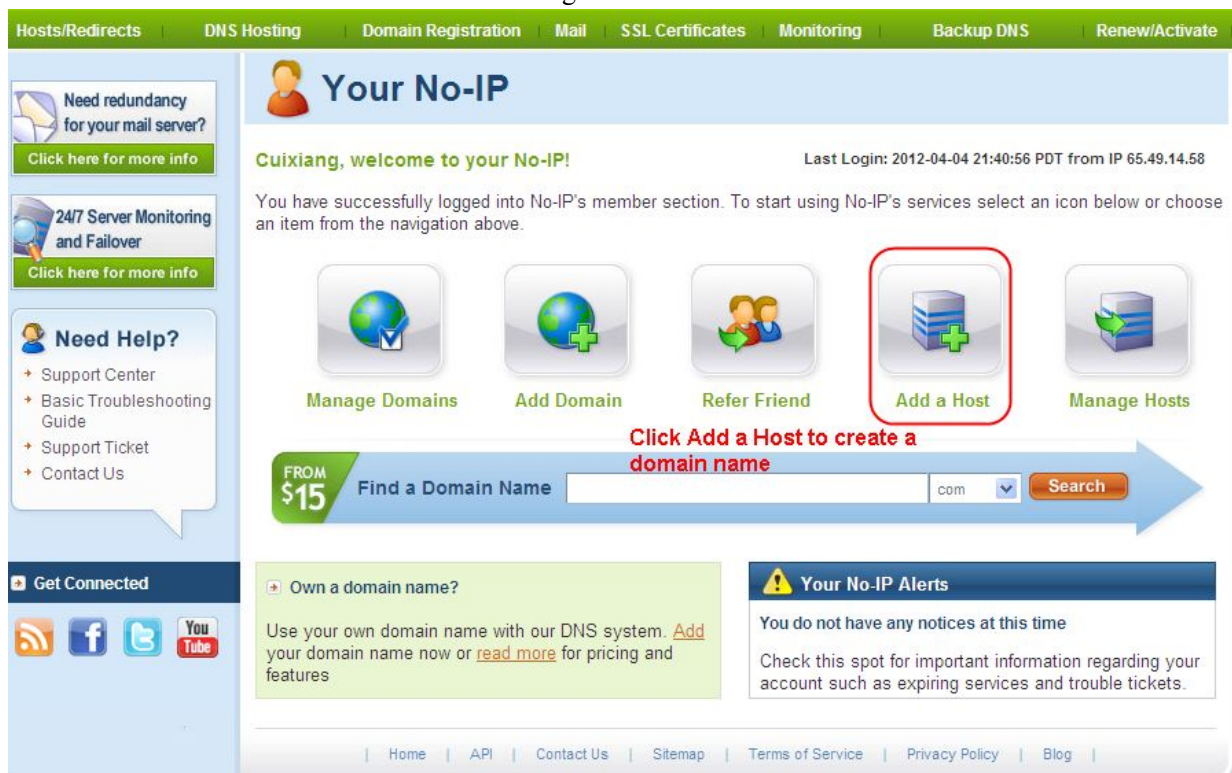 Hosts/Redirects | DNS Hosting | Domain Registration | Mail | SSL Certificates | Monitoring | Backup DNS | Renew/Activate
Need redundancy
for your mail server?
Click here for more info
24/7 Server Monitoring
and Failover
Click here for more info
Need Help?
Support Center
Basic Troubleshooting
Guide
Support Ticket
Contact Us
Get Connected
You
Tube
Your No-IP
Cuixiang, welcome to your No-IP!
Last Login: 2012-04-04 21:40:56 PDT from IP 65.49.14.58
You have successfully logged into No-IP's member section. To start using No-IP's services select an icon below or choose
an item from the navigation above.
Manage Domains
Add Domain
Refer Friend
Add a Host
Manage Hosts
Click Add a Host to create a
domain name
FROM
$15
Find a Domain Name
com
Search
Own a domain name?
Use your own domain name with our DNS system. Add
your domain name now or read more for pricing and
features
Your No-IP Alerts
You do not have any notices at this time
Check this spot for important information regarding your
account such as expiring services and trouble tickets.
| Home | API | Contact Us | Sitemap | Terms of Service | Privacy Policy | Blog |